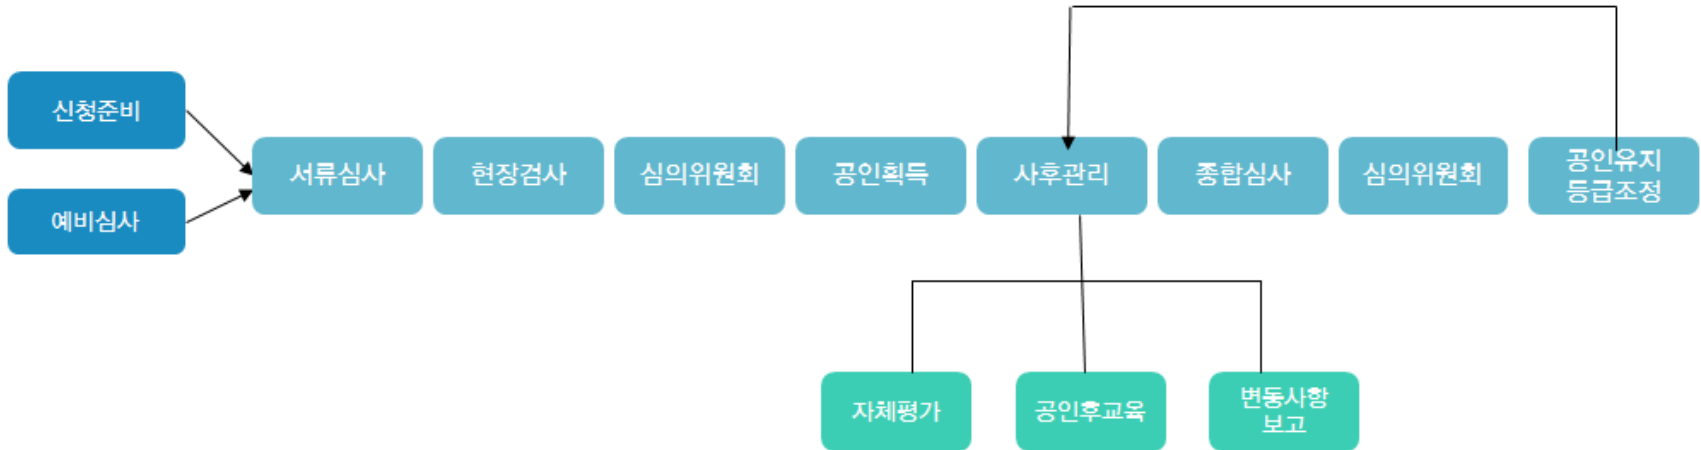 신청준비
예비심사
서류심사
현장검사
심의위원회
공인획득
사후관리
종합심사
심의위원회
공인유지
등급조정
자체평가
공인후교육
변동사항
보고